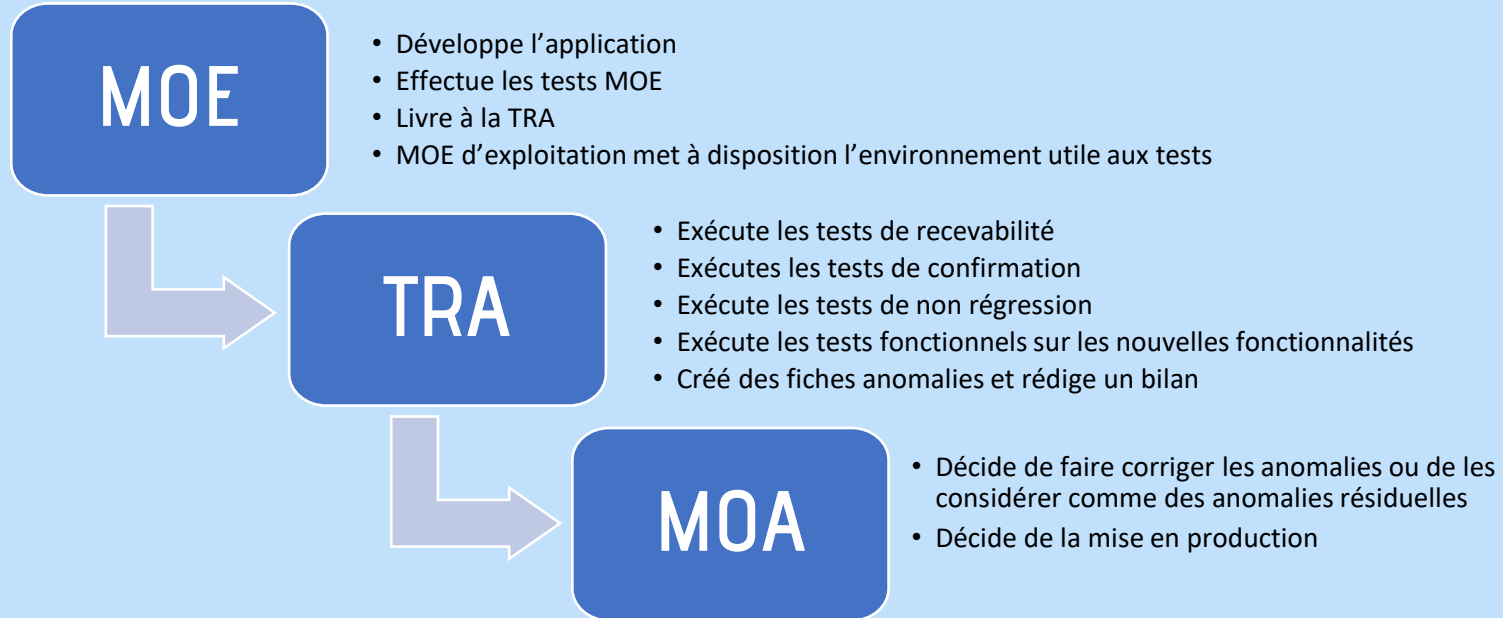 MOE
• Développe l’application
• Effectue les tests MOE
• Livre à la TRA
• MOE d’exploitation met à disposition l’environnement utile aux tests
TRA
• Exécute les tests de recevabilité
• Exécutes les tests de confirmation
• Exécute les tests de non régression
• Exécute les tests fonctionnels sur les nouvelles fonctionnalités
• Créé des fiches anomalies et rédige un bilan
MOA
• Décide de faire corriger les anomalies ou de les
considérer comme des anomalies résiduelles
• Décide de la mise en production